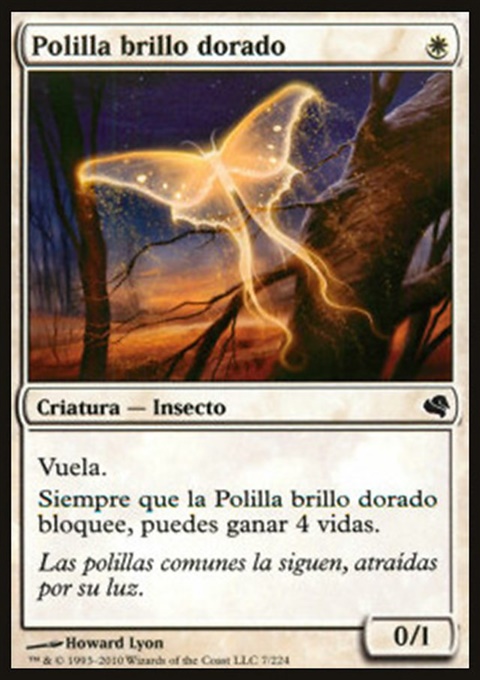 Polilla brillo dorado
Criatura — Insecto
Vuela.
Siempre que la Polilla brillo dorado
bloquee, puedes ganar 4 vidas.
Las polillas comunes la siguen, atraídas
por su luz.
0/1
Howard Lyon
™ & © 1993–2010 Wizards of the Coast LLC 7/224